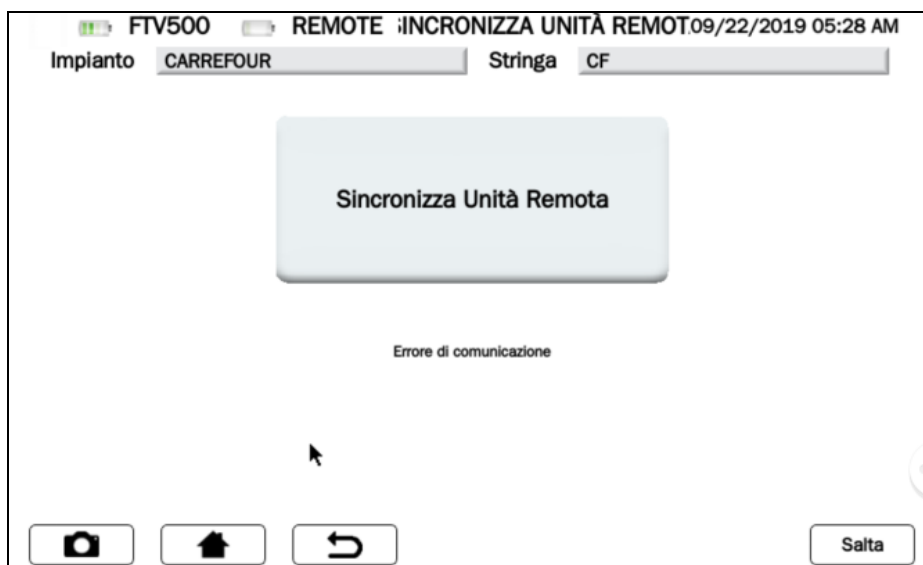 FTV500 REMOTE SINCRONIZZA UNITÀ REMOT 09/22/2019 05:28 AM
Impianto CARREFOUR Stringa CF
Sincronizza Unità Remota
Errore di comunicazione
Salta